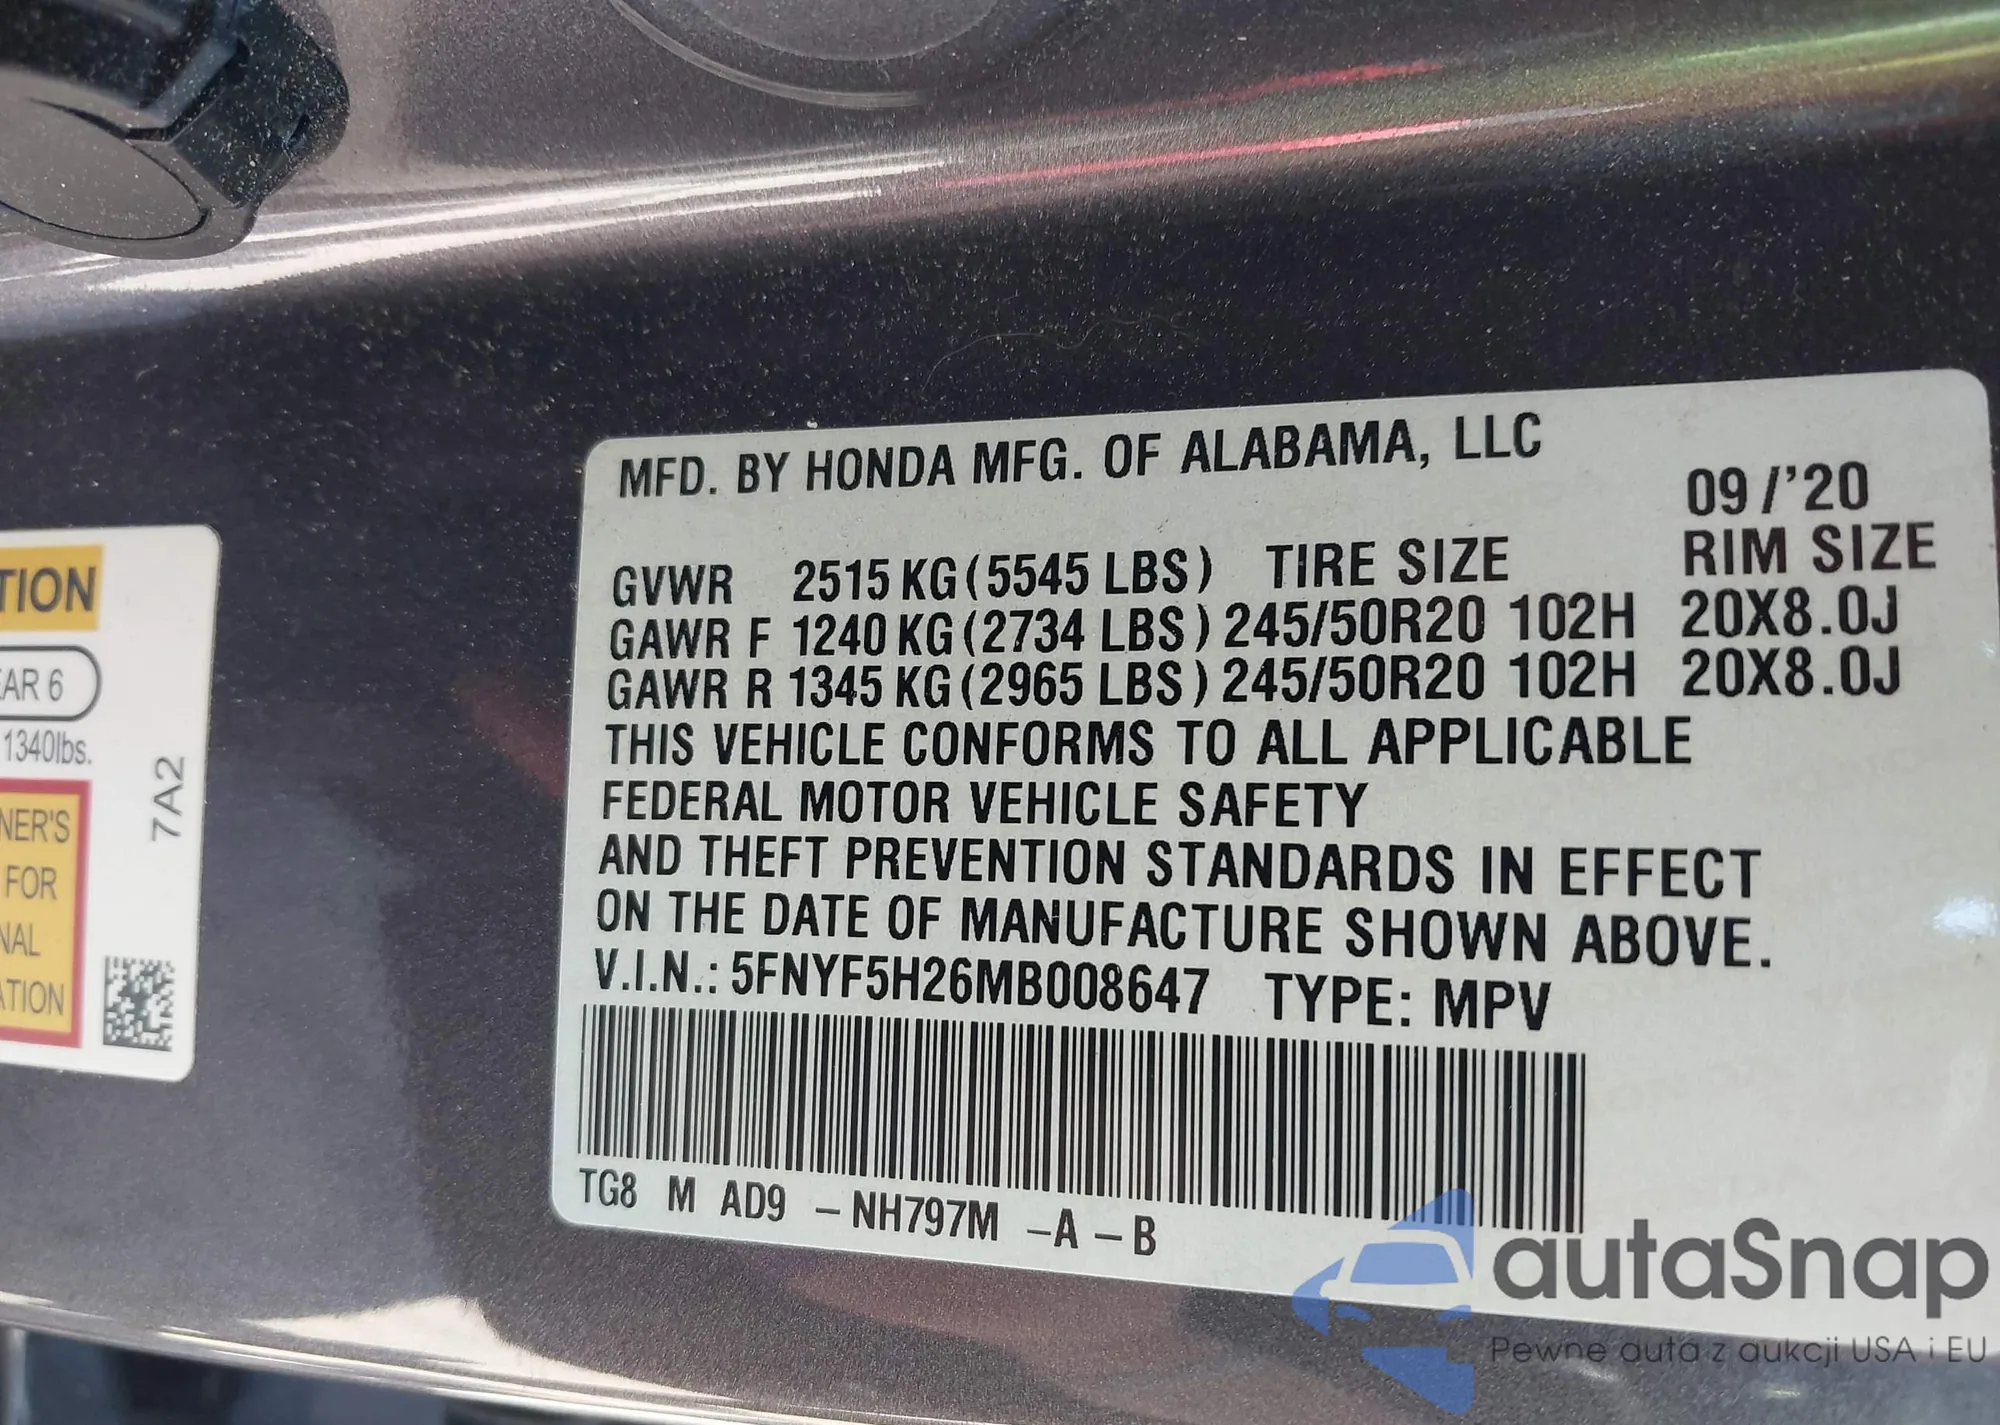 MFD. BY HONDA MFG. OF ALABAMA, LLC
09/'20
GVWR 2515 KG (5545 LBS) TIRE SIZE RIM SIZE
GAWR F 1240 KG (2734 LBS) 245/50R20 102H 20X8.0J
GAWR R 1345 KG (2965 LBS) 245/50R20 102H 20X8.0J
THIS VEHICLE CONFORMS TO ALL APPLICABLE
FEDERAL MOTOR VEHICLE SAFETY
AND THEFT PREVENTION STANDARDS IN EFFECT
ON THE DATE OF MANUFACTURE SHOWN ABOVE.
V.I.N.: 5FNYF5H26MB008647 TYPE: MPV
TG8 M AD9 – NH797M – A – B
TION
EAR 6
1340lbs.
NER'S
FOR
NAL
ATION
7A2
autaSnap
Pewne auta z aukcji USA i EU